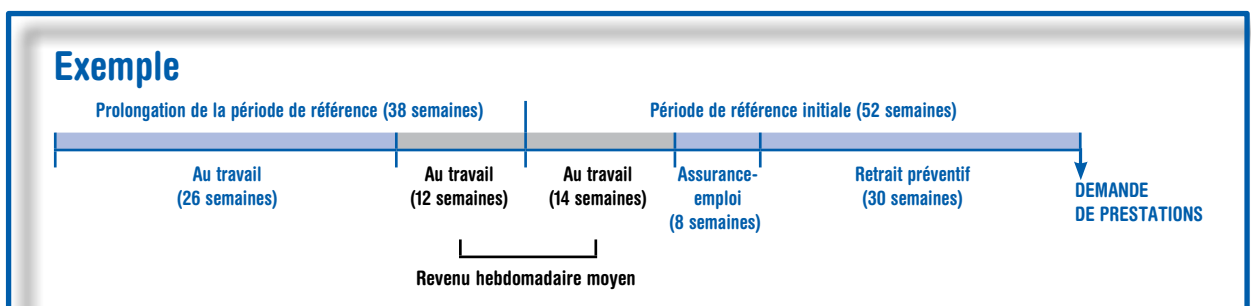 Exemple
Prolongation de la période de référence (38 semaines)
Période de référence initiale (52 semaines)
Au travail
(26 semaines)
Au travail
(12 semaines)
Au travail
(14 semaines)
Assurance-
emploi
(8 semaines)
Retrait préventif
(30 semaines)
DEMANDE
DE PRESTATIONS
Revenu hebdomadaire moyen